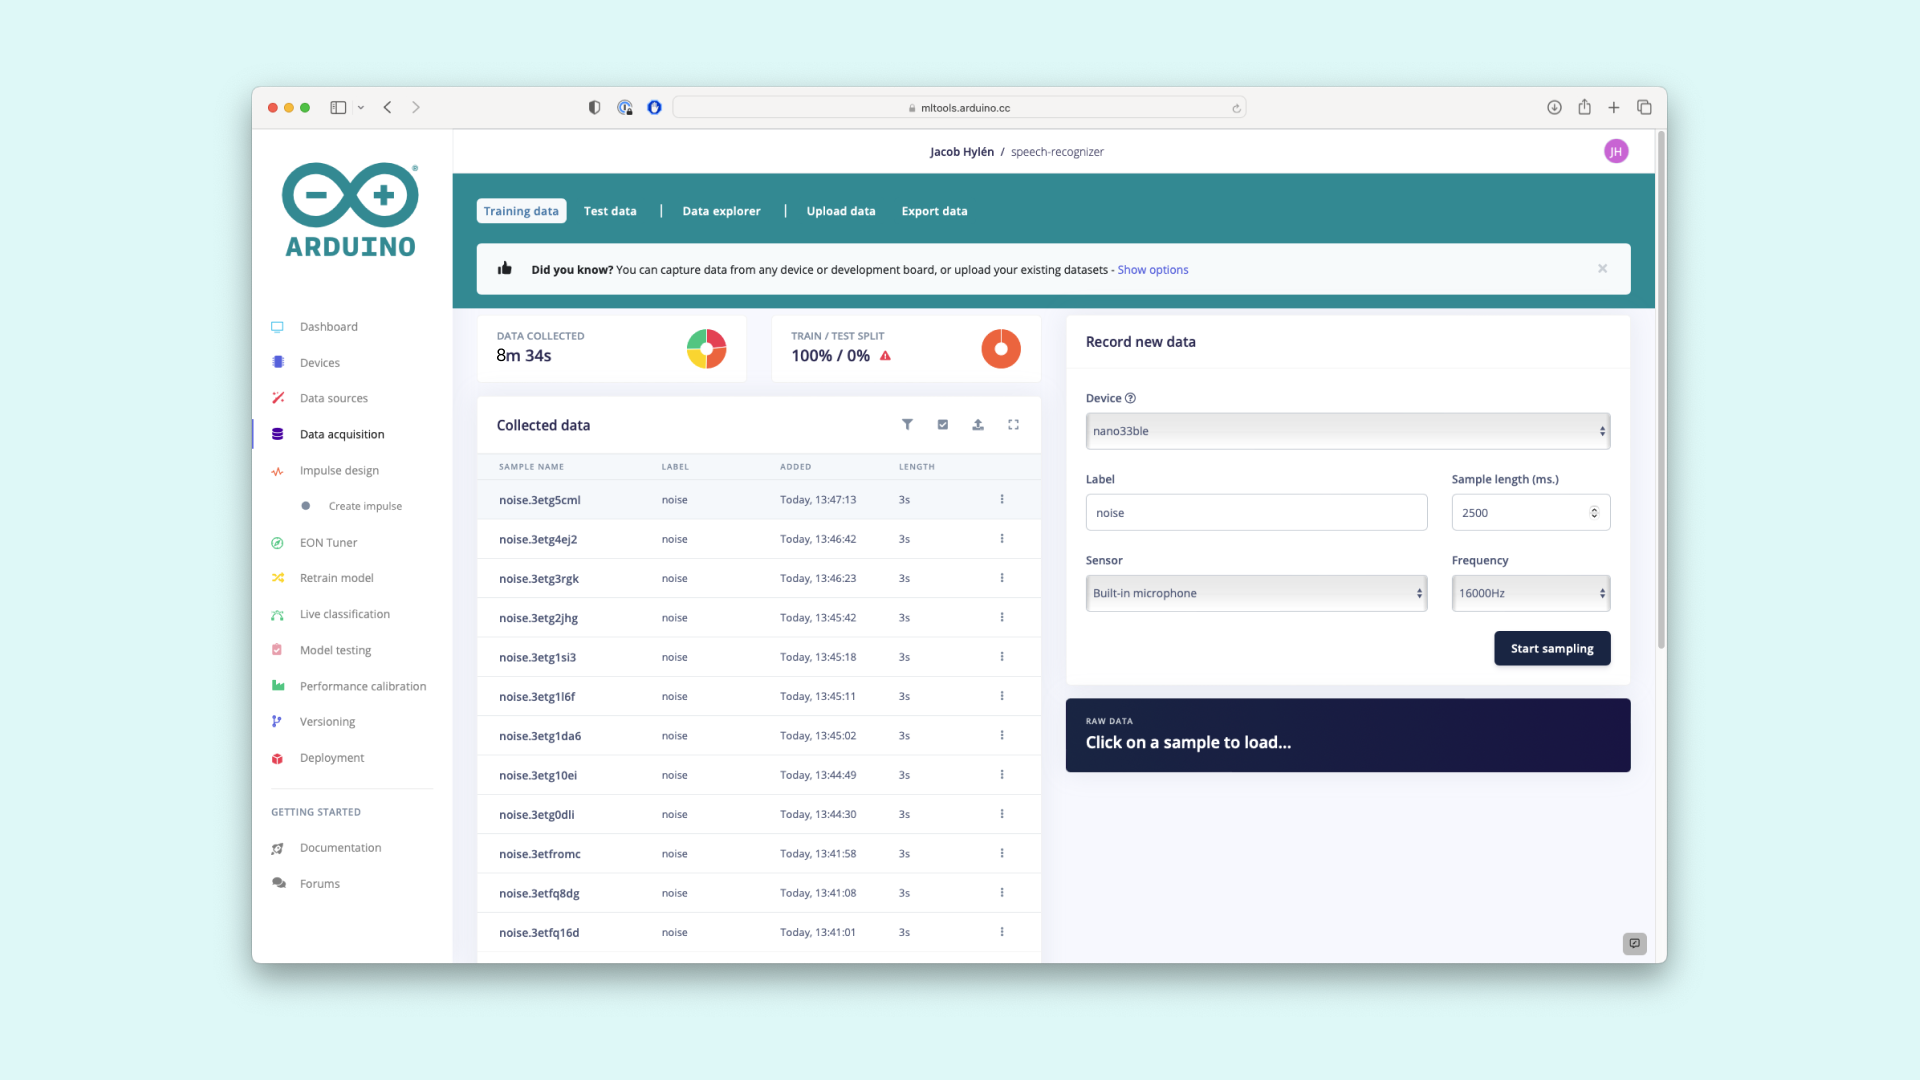 mltools.arduino.cc
Jacob Hylén / speech-recognizer
JH
ARDUINO
Training data Test data | Data explorer | Upload data Export data
Did you know? You can capture data from any device or development board, or upload your existing datasets - Show options
Dashboard
Devices
Data sources
Data acquisition
Impulse design
Create impulse
EON Tuner
Retrain model
Live classification
Model testing
Performance calibration
Versioning
Deployment
GETTING STARTED
Documentation
Forums
DATA COLLECTED
8m 34s
TRAIN / TEST SPLIT
100% / 0%
Collected data
SAMPLE NAME LABEL ADDED LENGTH
noise.3etg5cml noise Today, 13:47:13 3s
noise.3etg4ej2 noise Today, 13:46:42 3s
noise.3etg3rgk noise Today, 13:46:23 3s
noise.3etg2jhg noise Today, 13:45:42 3s
noise.3etg1si3 noise Today, 13:45:18 3s
noise.3etg1l6f noise Today, 13:45:11 3s
noise.3etg1da6 noise Today, 13:45:02 3s
noise.3etg10ei noise Today, 13:44:49 3s
noise.3etg0dli noise Today, 13:44:30 3s
noise.3etfromc noise Today, 13:41:58 3s
noise.3etfq8dg noise Today, 13:41:08 3s
noise.3etfq16d noise Today, 13:41:01 3s
Record new data
Device
nano33ble
Label Sample length (ms.)
noise 2500
Sensor Frequency
Built-in microphone 16000Hz
Start sampling
RAW DATA
Click on a sample to load...